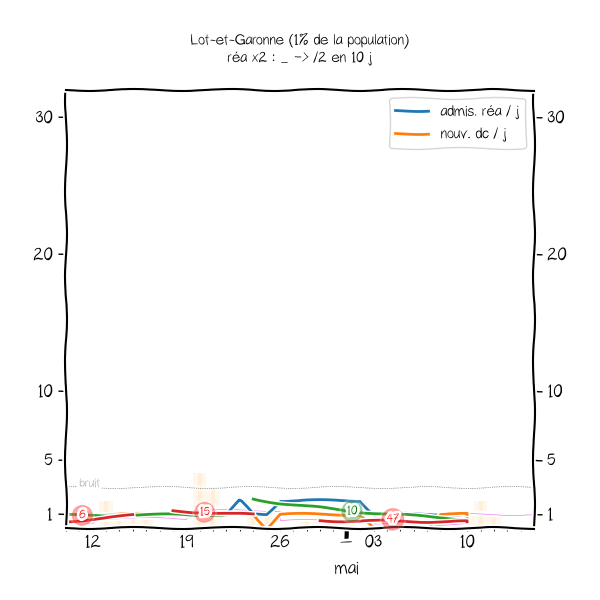 Lot-et-Garonne (1% de la population)
réa x2 : _ -> /2 en 10 j
admis. réa / j
nouv. dc / j
30 30
20 20
10 10
5 5
1 1
bruit
6 15 10 47
12 19 26 _ 03 10
mai